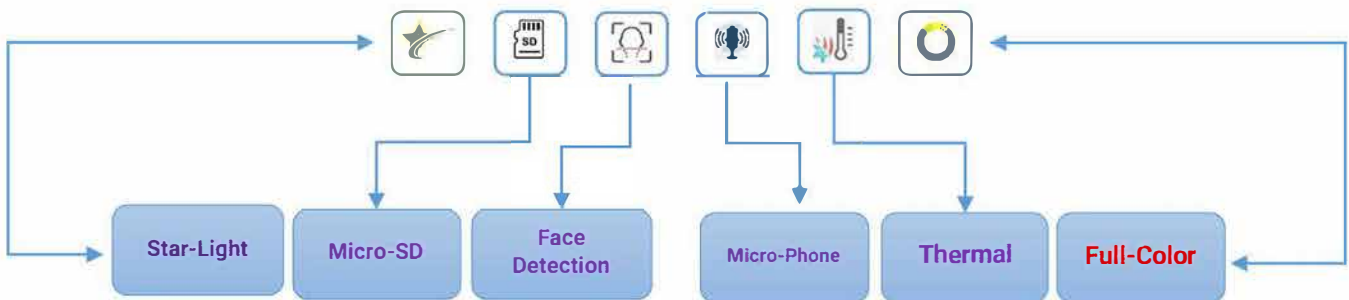 SD
Star-Light
Micro-SD
Face
Detection
Micro-Phone
Thermal
Full-Color